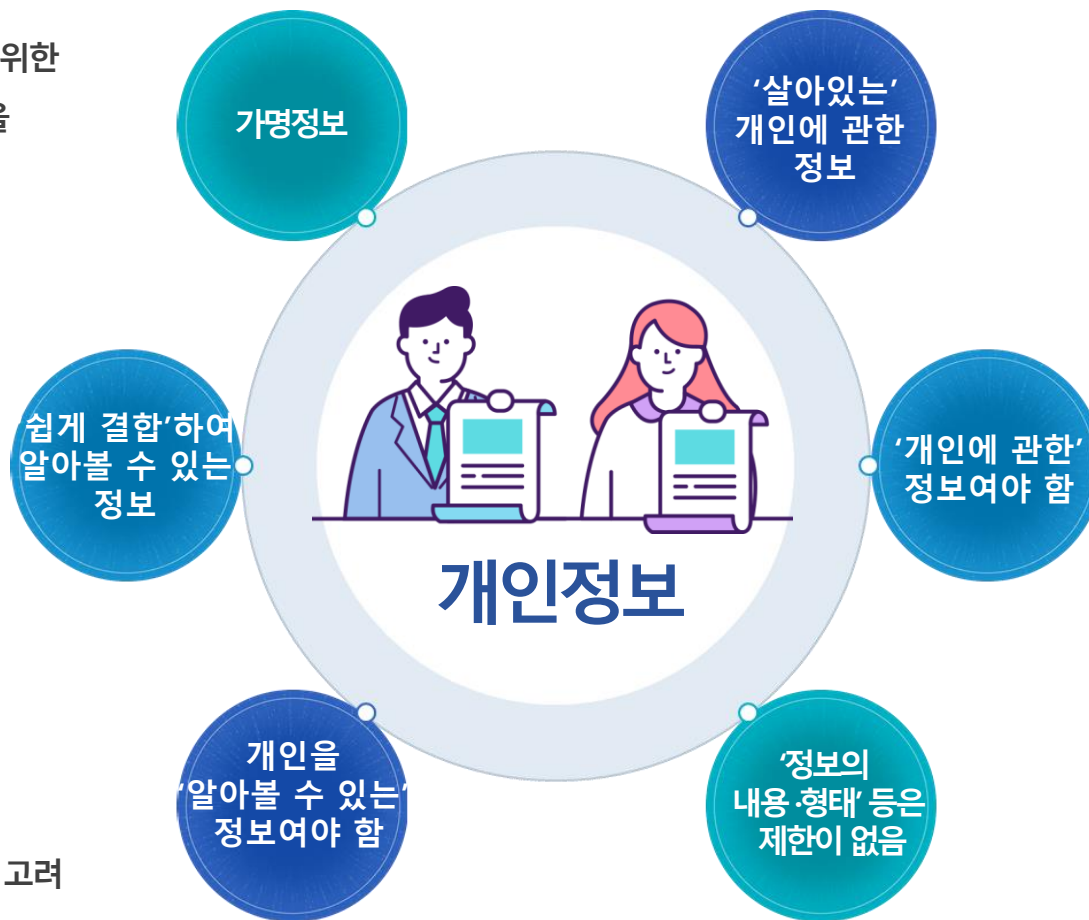 위한
을
가명정보
‘살아있는’
개인에 관한
정보
쉽게 결합’하여
알아볼 수 있는
정보
‘개인에 관한’
정보여야 함
개인정보
개인을
‘알아볼 수 있는’
정보여야 함
‘정보의
내용·형태’ 등은
제한이 없음
고려